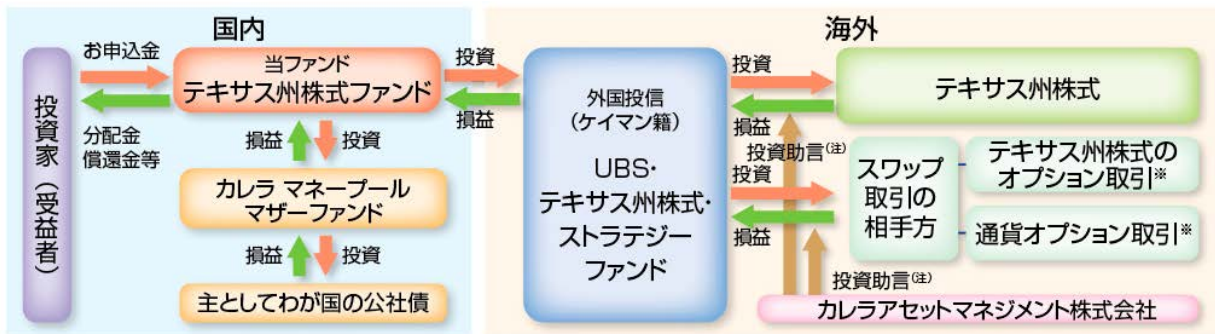 国内
海外
投資家（受益者）
お申込金
分配金
償還金等
当ファンド
テキサス州株式ファンド
損益
投資
カレラ マネープール
マザーファンド
損益
投資
主としてわが国の公社債
投資
損益
外国投信
（ケイマン籍）
UBS・
テキサス州株式・
ストラテジー
ファンド
投資
損益
テキサス州株式
投資助言(注)
投資
損益
スワップ
取引の
相手方
テキサス州株式の
オプション取引※
通貨オプション取引※
投資助言(注)
カレラアセットマネジメント株式会社